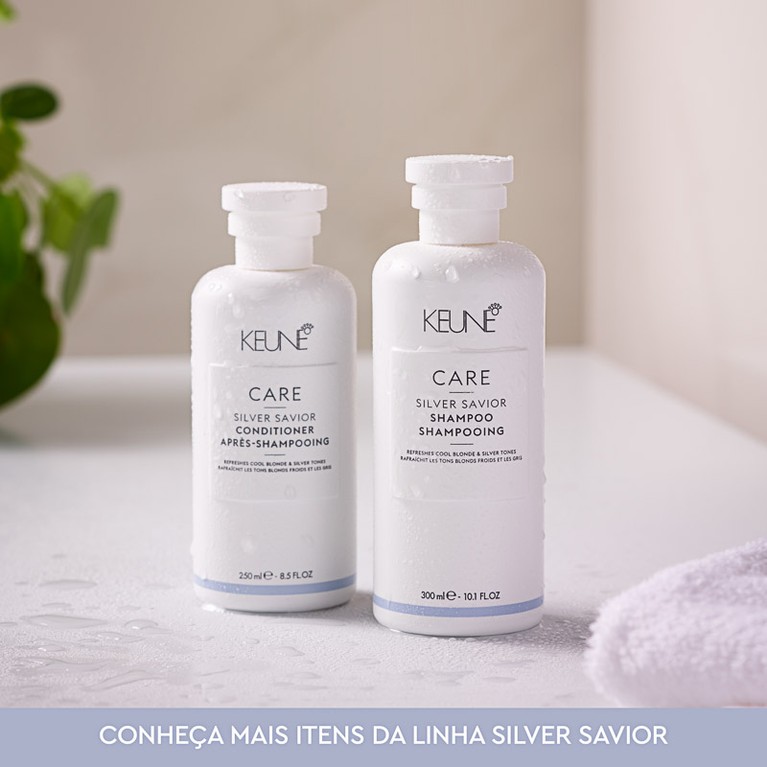 KEUNE
CARE
SILVER SAVIOR
CONDITIONER
APRÈS-SHAMPOOING
REFRESHES COOL BLONDE & SILVER TONES
RAFRAÎCHIT LES TONS BLONDS FROIDS ET LES GRIS
250 ml℮ - 8.5 FL.OZ
KEUNE
CARE
SILVER SAVIOR
SHAMPOO
SHAMPOOING
REFRESHES COOL BLONDE & SILVER TONES
RAFRAÎCHIT LES TONS BLONDS FROIDS ET LES GRIS
300 ml℮ - 10.1 FL.OZ
CONHEÇA MAIS ITENS DA LINHA SILVER SAVIOR